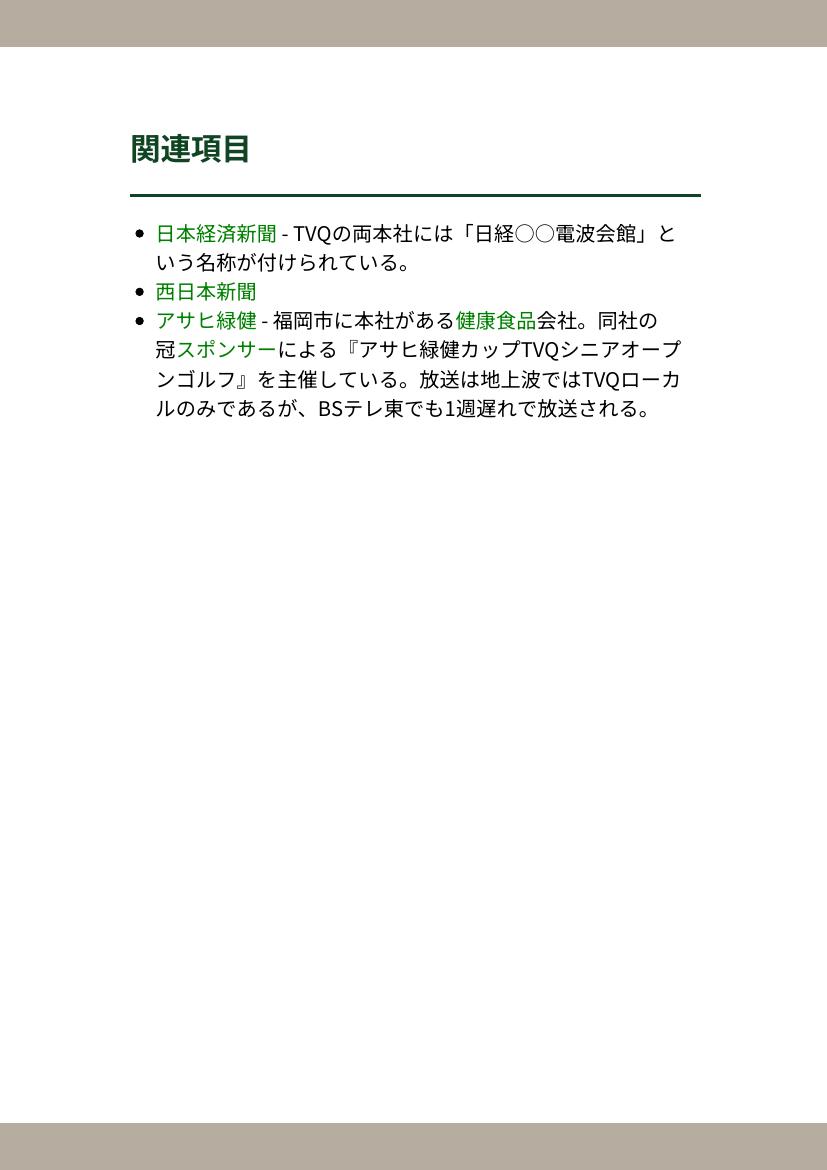 関連項目
日本経済新聞 - TVQの両本社には「日経○○電波会館」と
いう名称が付けられている。
西日本新聞
アサヒ緑健 - 福岡市に本社がある健康食品会社。同社の
冠スポンサーによる『アサヒ緑健カップTVQシニアオープ
ンゴルフ』を主催している。放送は地上波ではTVQローカ
ルのみであるが、BSテレ東でも1週遅れで放送される。